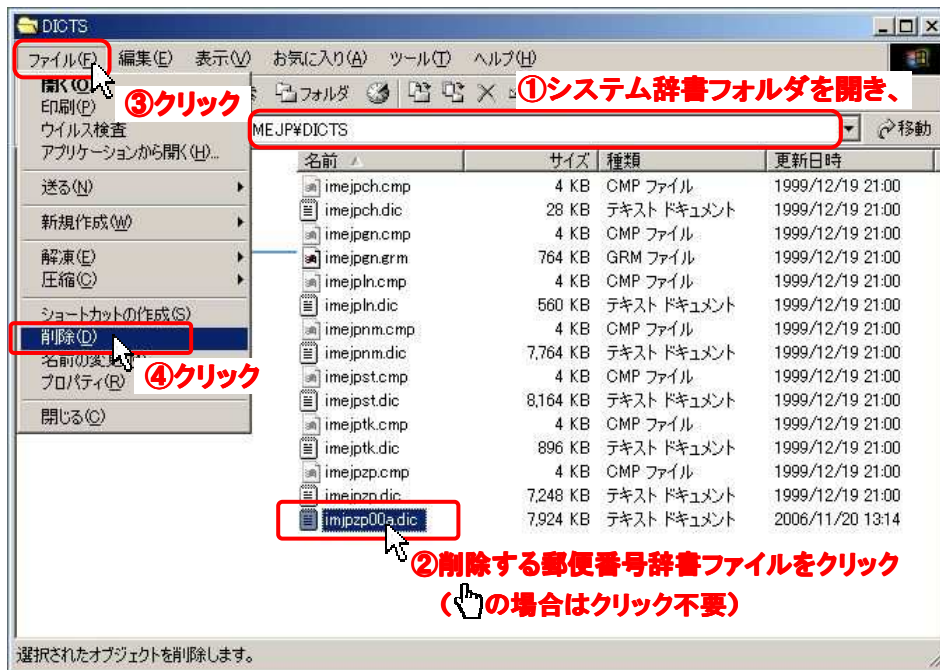 DICTS
ファイル(F) 編集(E) 表示(V) お気に入り(A) ツール(T) ヘルプ(H)
開く(O)
フォルダ
①システム辞書フォルダを開き、
印刷(P)
③クリック
ウイルス検査
MEJP¥DICTS
移動
アプリケーションから開く(H)...
名前 サイズ 種類 更新日時
送る(N)
新規作成(W)
解凍(E)
圧縮(C)
ショートカットの作成(S)
削除(D)
名前の変更
④クリック
プロパティ(R)
閉じる(C)
imejpch.cmp 4 KB CMP ファイル 1999/12/19 21:00
imejpch.dic 28 KB テキスト ドキュメント 1999/12/19 21:00
imejpgn.cmp 4 KB CMP ファイル 1999/12/19 21:00
imejpgn.grm 764 KB GRM ファイル 1999/12/19 21:00
imejpln.cmp 4 KB CMP ファイル 1999/12/19 21:00
imejpln.dic 560 KB テキスト ドキュメント 1999/12/19 21:00
imejpnm.cmp 4 KB CMP ファイル 1999/12/19 21:00
imejpnm.dic 7,764 KB テキスト ドキュメント 1999/12/19 21:00
imejpst.cmp 4 KB CMP ファイル 1999/12/19 21:00
imejpst.dic 8,164 KB テキスト ドキュメント 1999/12/19 21:00
imejptk.cmp 4 KB CMP ファイル 1999/12/19 21:00
imejptk.dic 896 KB テキスト ドキュメント 1999/12/19 21:00
imejpzp.cmp 4 KB CMP ファイル 1999/12/19 21:00
imejpzp.dic 7,248 KB テキスト ドキュメント 1999/12/19 21:00
imjpzp00a.dic 7,924 KB テキスト ドキュメント 2006/11/20 13:14
②削除する郵便番号辞書ファイルをクリック
(の場合はクリック不要)
選択されたオブジェクトを削除します。